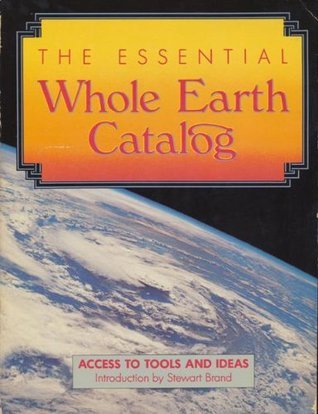 THE ESSENTIAL
Whole Earth
Catalog
ACCESS TO TOOLS AND IDEAS
Introduction by Stewart Brand